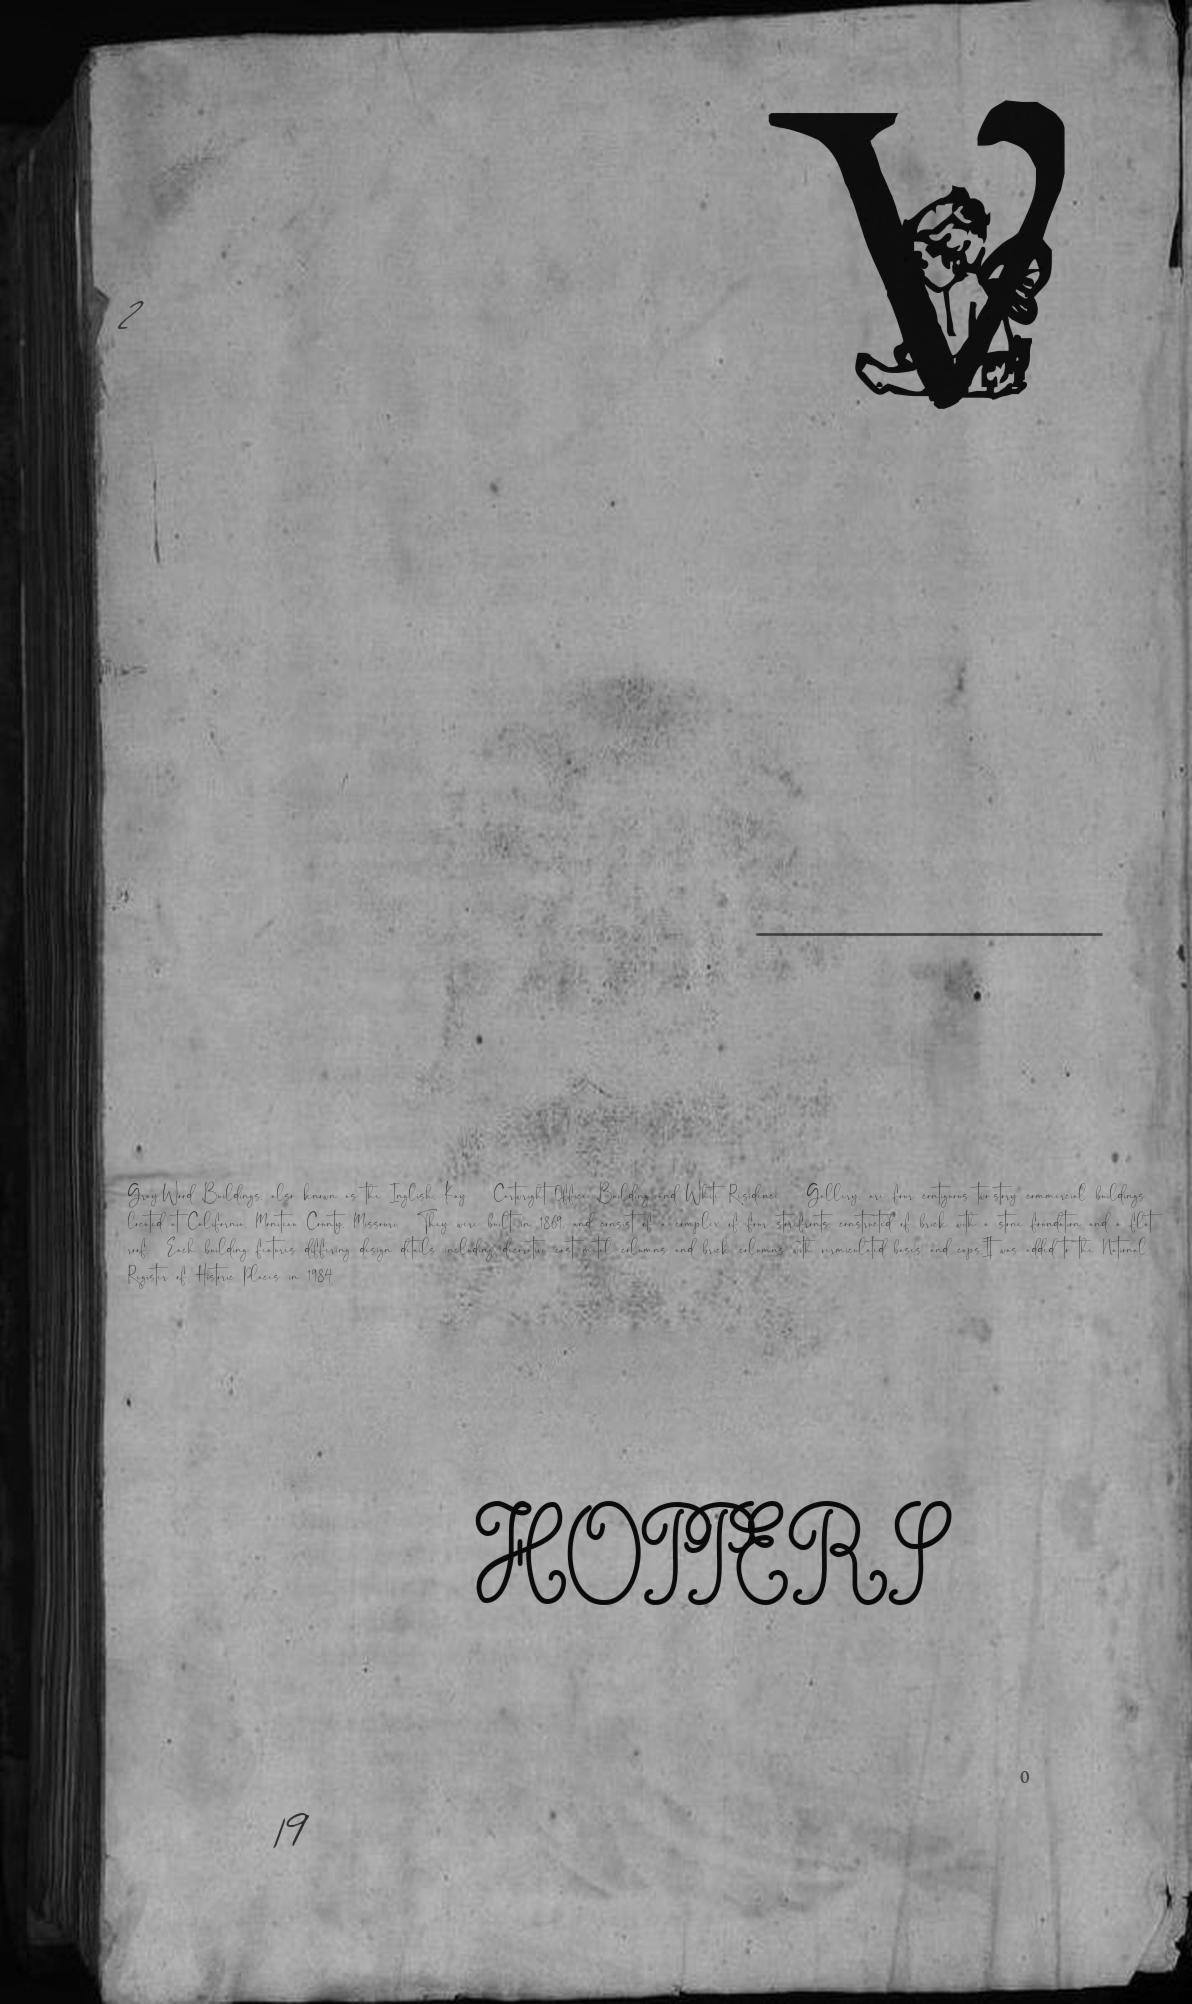 V
2
Gray-Wood Buildings, also known as the Inglish, Kay Cartwright Office, Building and White Residence Gallery, are four contiguous two-story commercial buildings
located at California, Moniteau County, Missouri. They were built in 1869, and consist of a complex of four storefronts constructed of brick with a stone foundation and a flat
roof. Each building features differing design details including decorative cast metal columns and brick columns with vermiculated bases and caps.It was added to the National
Register of Historic Places in 1984.
HOPPERS
0
19